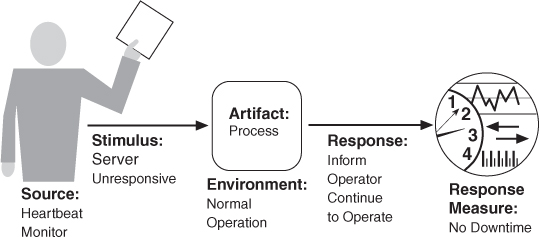 Source:
Heartbeat
Monitor
Stimulus:
Server
Unresponsive
Artifact:
Process
Environment:
Normal
Operation
Response:
Inform
Operator
Continue
to Operate
1
2
3
4
Response
Measure:
No Downtime